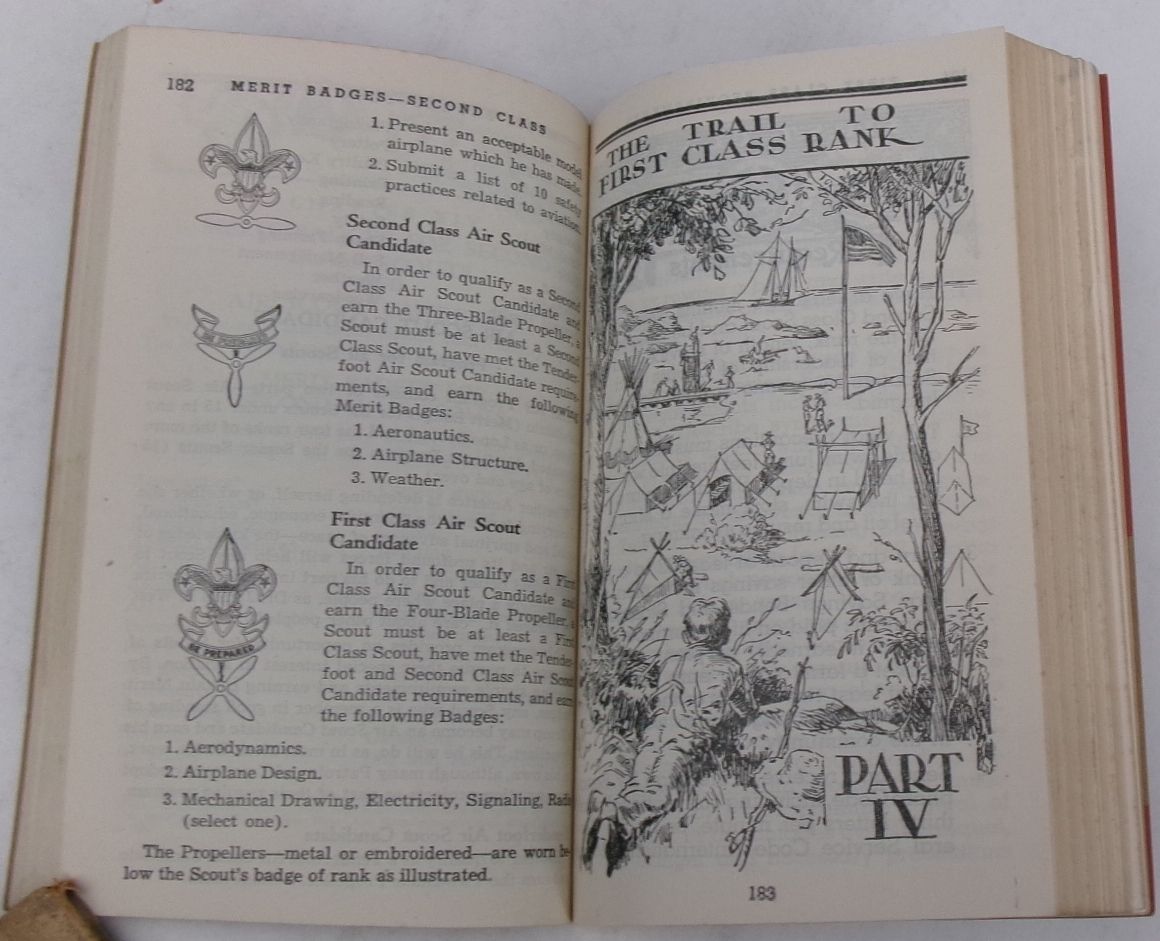 182 MERIT BADGES—SECOND CLASS
1. Present an acceptable model
airplane which he has made.
2. Submit a list of 10 safety
practices related to aviation.
Second Class Air Scout
Candidate
In order to qualify as a Second
Class Air Scout Candidate and
earn the Three-Blade Propeller, a
Scout must be at least a Second
Class Scout, have met the Tender-
foot Air Scout Candidate require-
ments, and earn the following
Merit Badges:
1. Aeronautics.
2. Airplane Structure.
3. Weather.
BE PREPARED
First Class Air Scout
Candidate
In order to qualify as a First
Class Air Scout Candidate and
earn the Four-Blade Propeller, a
Scout must be at least a First
Class Scout, have met the Tender-
foot and Second Class Air Scout
Candidate requirements, and earn
the following Badges:
BE PREPARED
1. Aerodynamics.
2. Airplane Design.
3. Mechanical Drawing, Electricity, Signaling, Radio
(select one).
The Propellers—metal or embroidered—are worn be-
low the Scout's badge of rank as illustrated.
THE TRAIL TO
FIRST CLASS RANK
PART
IV
183